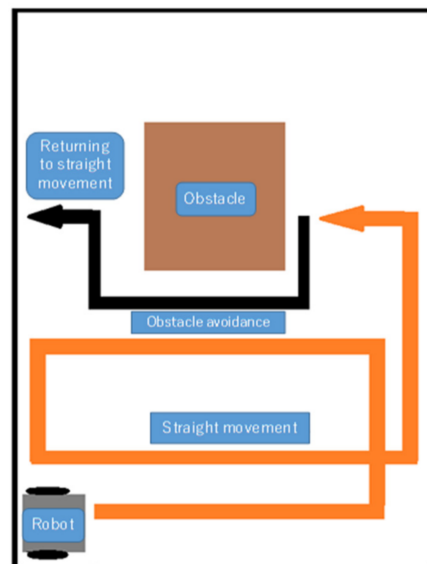 Returning
to straight
movement
Obstacle
Obstacle avoidance
Straight movement
Robot